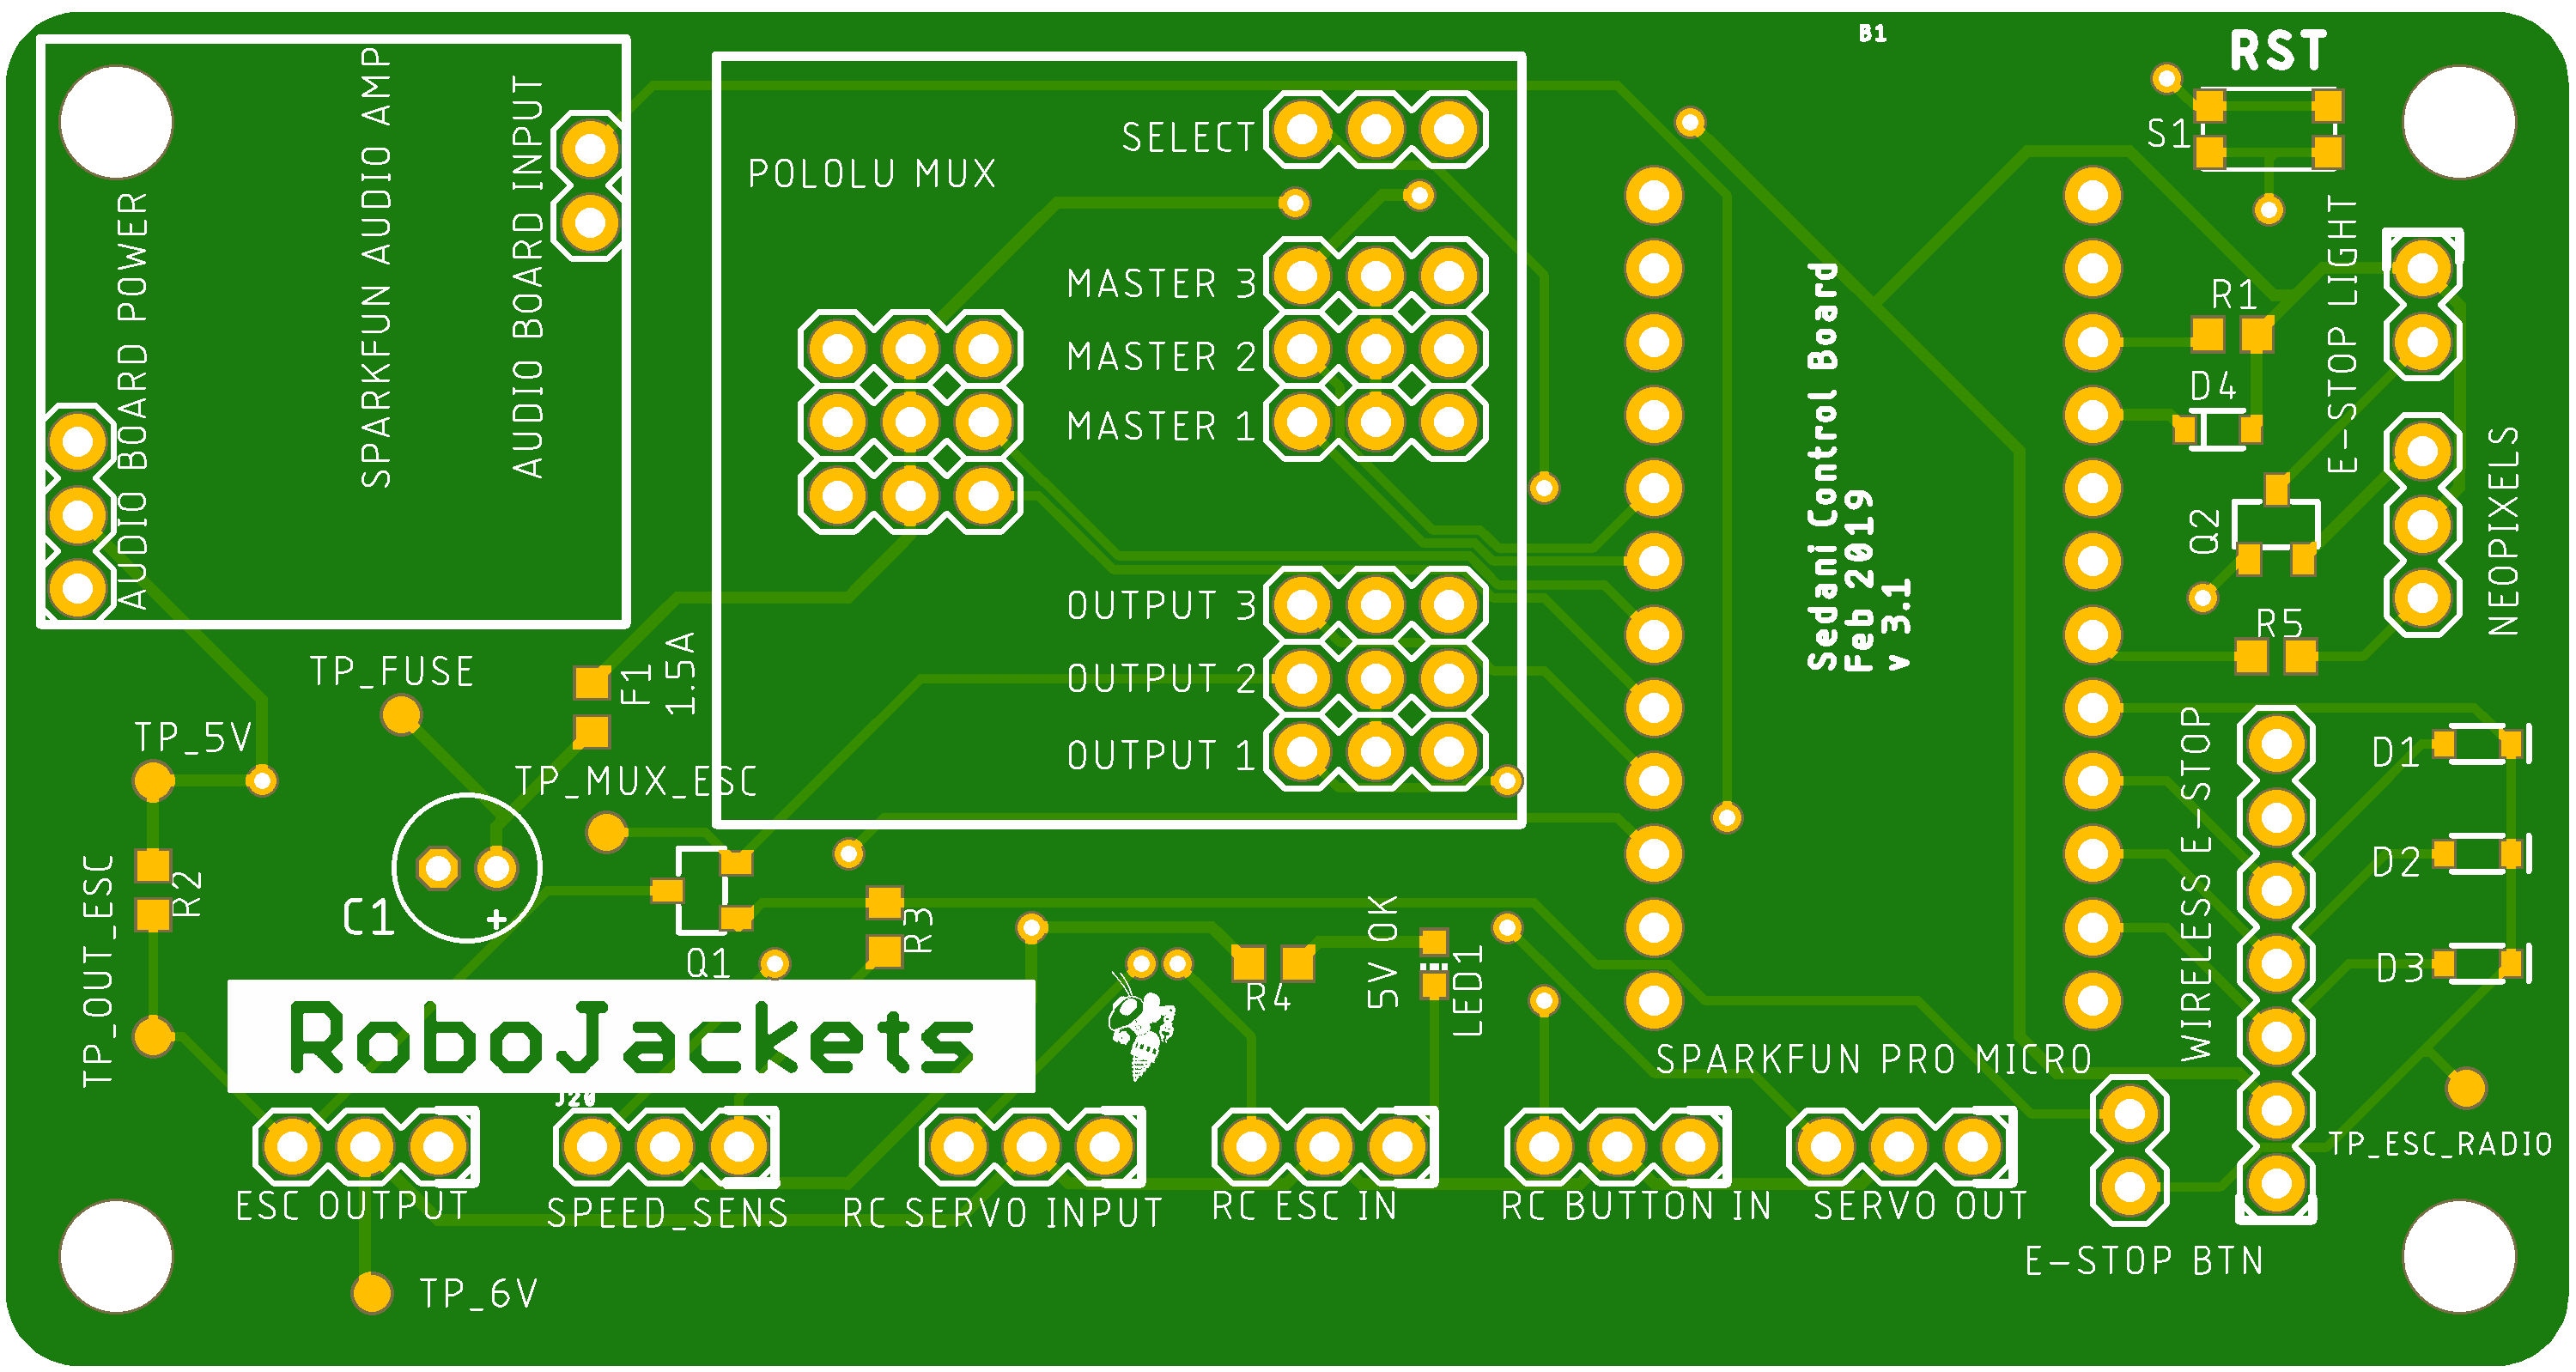 B1
RST
S1
SPARKFUN AUDIO AMP
AUDIO BOARD INPUT
AUDIO BOARD POWER
POLOLU MUX
SELECT
MASTER 3
MASTER 2
MASTER 1
OUTPUT 3
OUTPUT 2
OUTPUT 1
Sedani Control Board
Feb 2019
v 3.1
E-STOP LIGHT
R1
D4
Q2
NEOPIXELS
R5
TP_FUSE
F1
1.5A
TP_5V
TP_MUX_ESC
WIRELESS E-STOP
D1
D2
D3
TP_OUT_ESC
R2
C1
+
Q1
R3
R4
5V OK
LED1
RoboJackets
J20
SPARKFUN PRO MICRO
TP_ESC_RADIO
ESC OUTPUT
SPEED_SENS
RC SERVO INPUT
RC ESC IN
RC BUTTON IN
SERVO OUT
E-STOP BTN
TP_6V